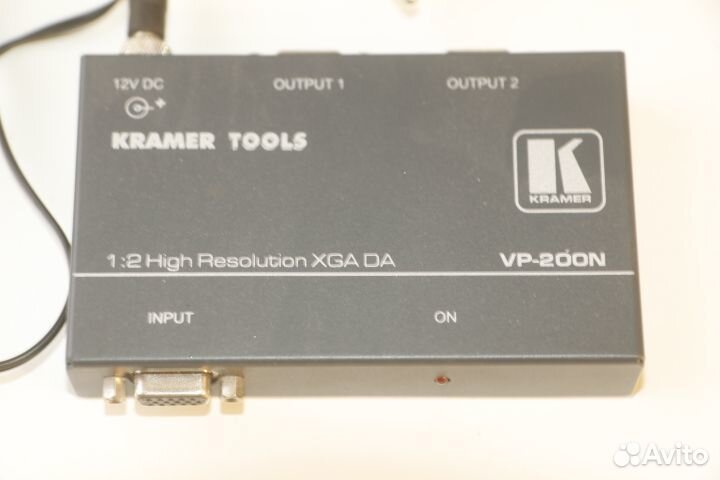 12V DC
OUTPUT 1
OUTPUT 2
KRAMER TOOLS
K
KRAMER
1:2 High Resolution XGA DA
VP-200N
INPUT
ON
Avito